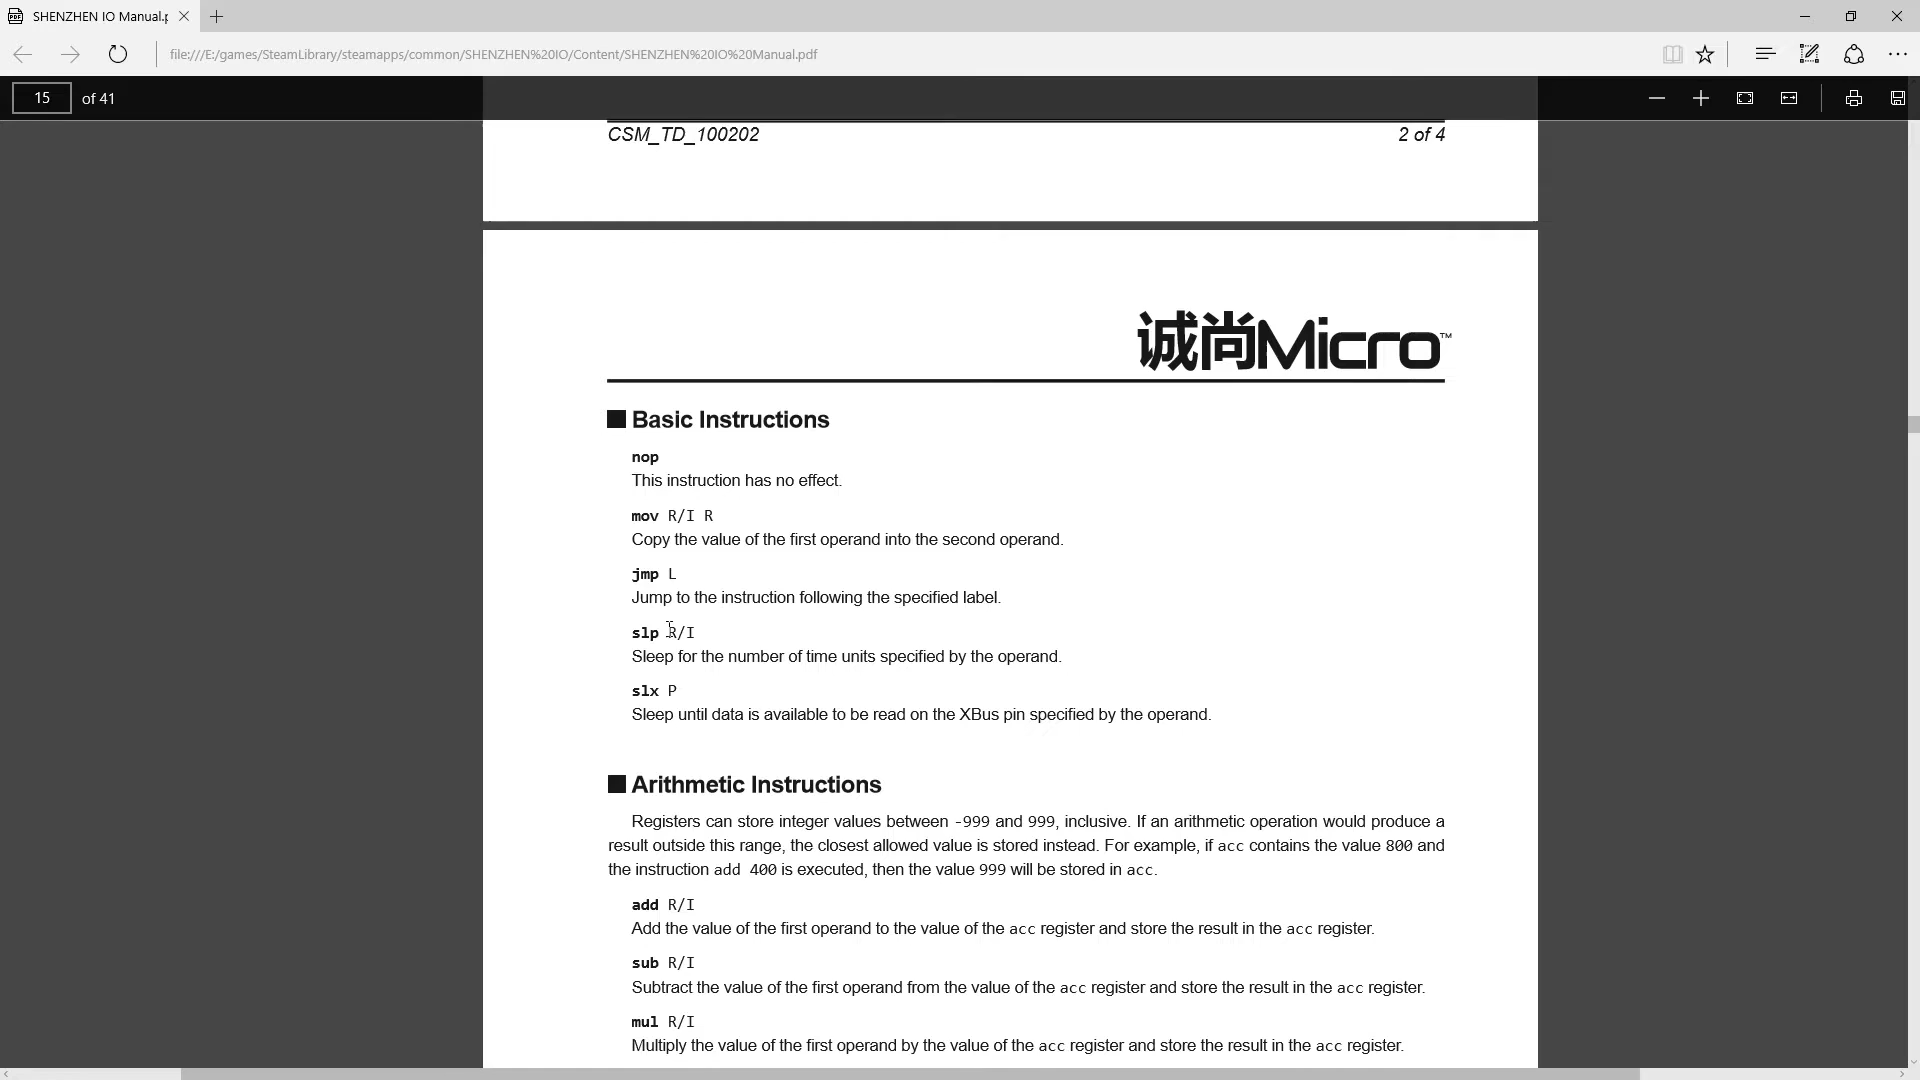 SHENZHEN IO Manual.p
file:///E:/games/SteamLibrary/steamapps/common/SHENZHEN%20IO/Content/SHENZHEN%20IO%20Manual.pdf
15 of 41
CSM_TD_100202 2 of 4
诚尚Micro™
Basic Instructions
nop
This instruction has no effect.
mov R/I R
Copy the value of the first operand into the second operand.
jmp L
Jump to the instruction following the specified label.
slp R/I
Sleep for the number of time units specified by the operand.
slx P
Sleep until data is available to be read on the XBus pin specified by the operand.
Arithmetic Instructions
Registers can store integer values between -999 and 999, inclusive. If an arithmetic operation would produce a
result outside this range, the closest allowed value is stored instead. For example, if acc contains the value 800 and
the instruction add 400 is executed, then the value 999 will be stored in acc.
add R/I
Add the value of the first operand to the value of the acc register and store the result in the acc register.
sub R/I
Subtract the value of the first operand from the value of the acc register and store the result in the acc register.
mul R/I
Multiply the value of the first operand by the value of the acc register and store the result in the acc register.